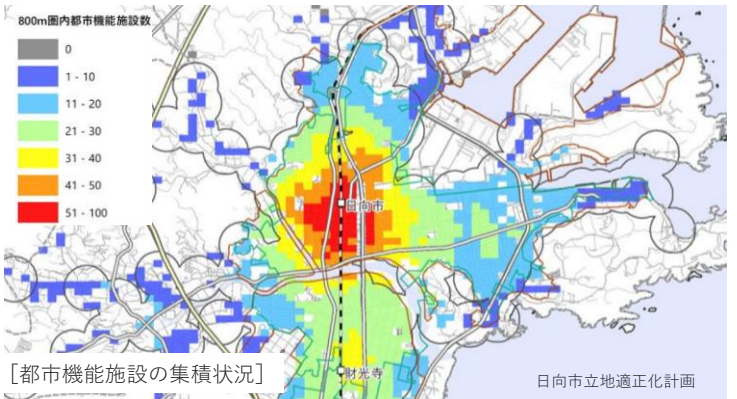 800m圏内都市機能施設数
0
1 - 10
11 - 20
21 - 30
31 - 40
41 - 50
51 - 100
日向市
財光寺
[都市機能施設の集積状況]
日向市立地適正化計画